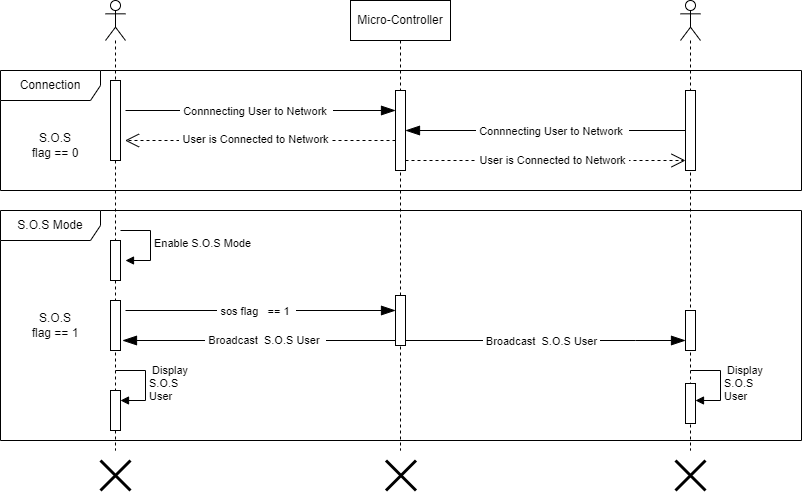 Micro-Controller
Connection
Connnecting User to Network
S.O.S
flag == 0
User is Connected to Network
Connnecting User to Network
User is Connected to Network
S.O.S Mode
Enable S.O.S Mode
S.O.S
flag == 1
sos flag == 1
Broadcast S.O.S User
Broadcast S.O.S User
Display
S.O.S
User
Display
S.O.S
User